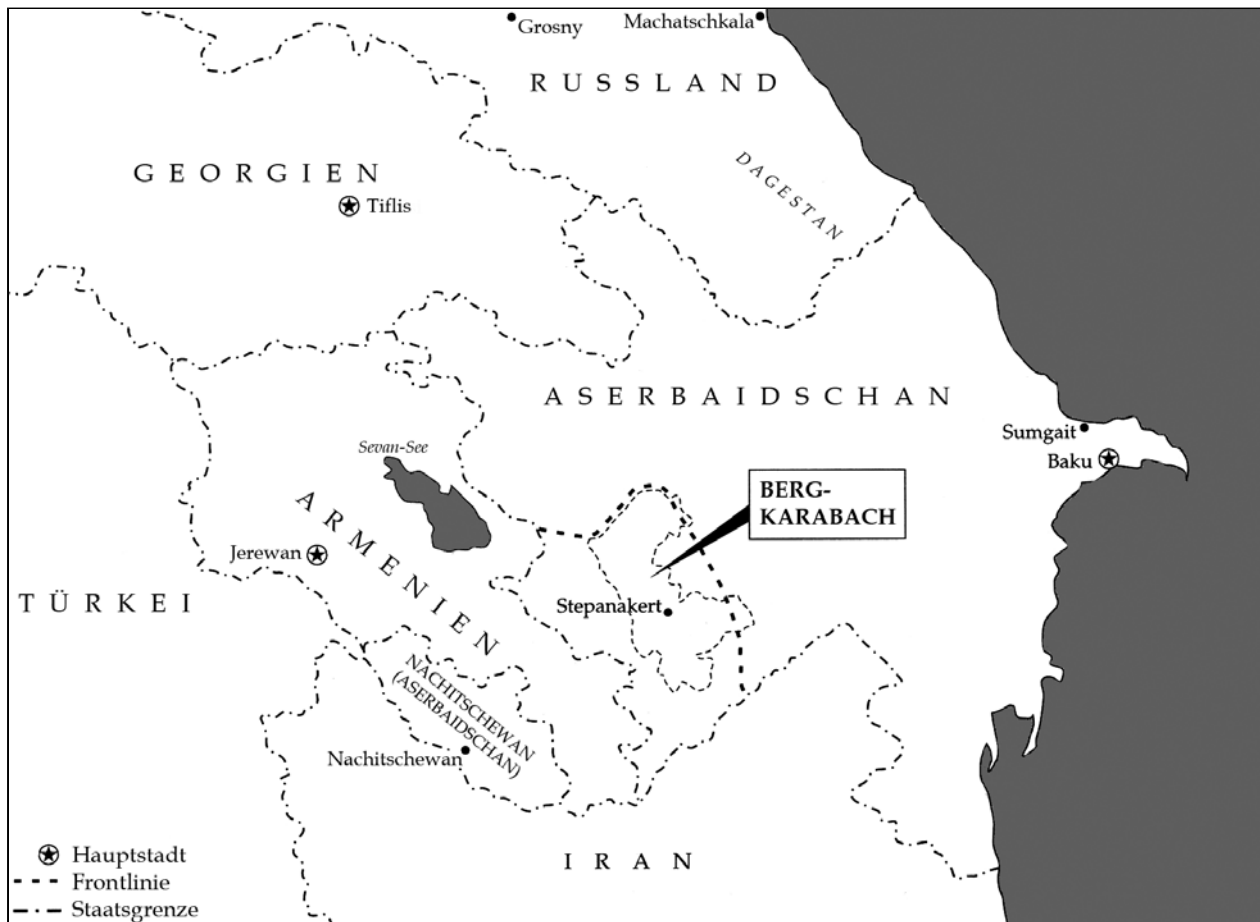 Grosny
Machatschkala
RUSSLAND
DAGESTAN
GEORGIEN
Tiflis
ASERBAIDSCHAN
Sumgait
Baku
Sevan-See
BERG-
KARABACH
ARMENIEN
Jerewan
TÜRKEI
Stepanakert
NACHITSCHEWAN
(ASERBAIDSCHAN)
Nachitschewan
IRAN
Hauptstadt
Frontlinie
Staatsgrenze